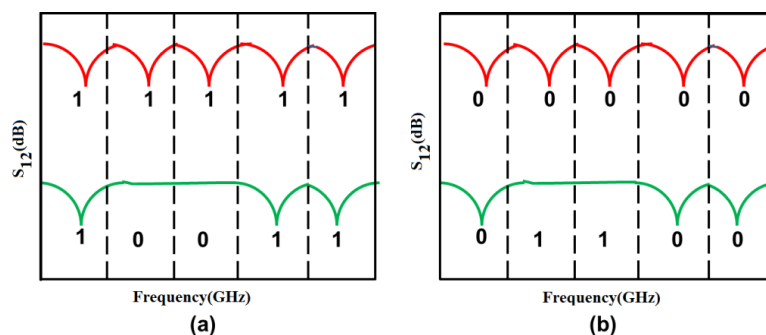 S12(dB)
1 1 1 1 1
1 0 0 1 1
Frequency(GHz)
(a)
S12(dB)
0 0 0 0 0
0 1 1 0 0
Frequency(GHz)
(b)